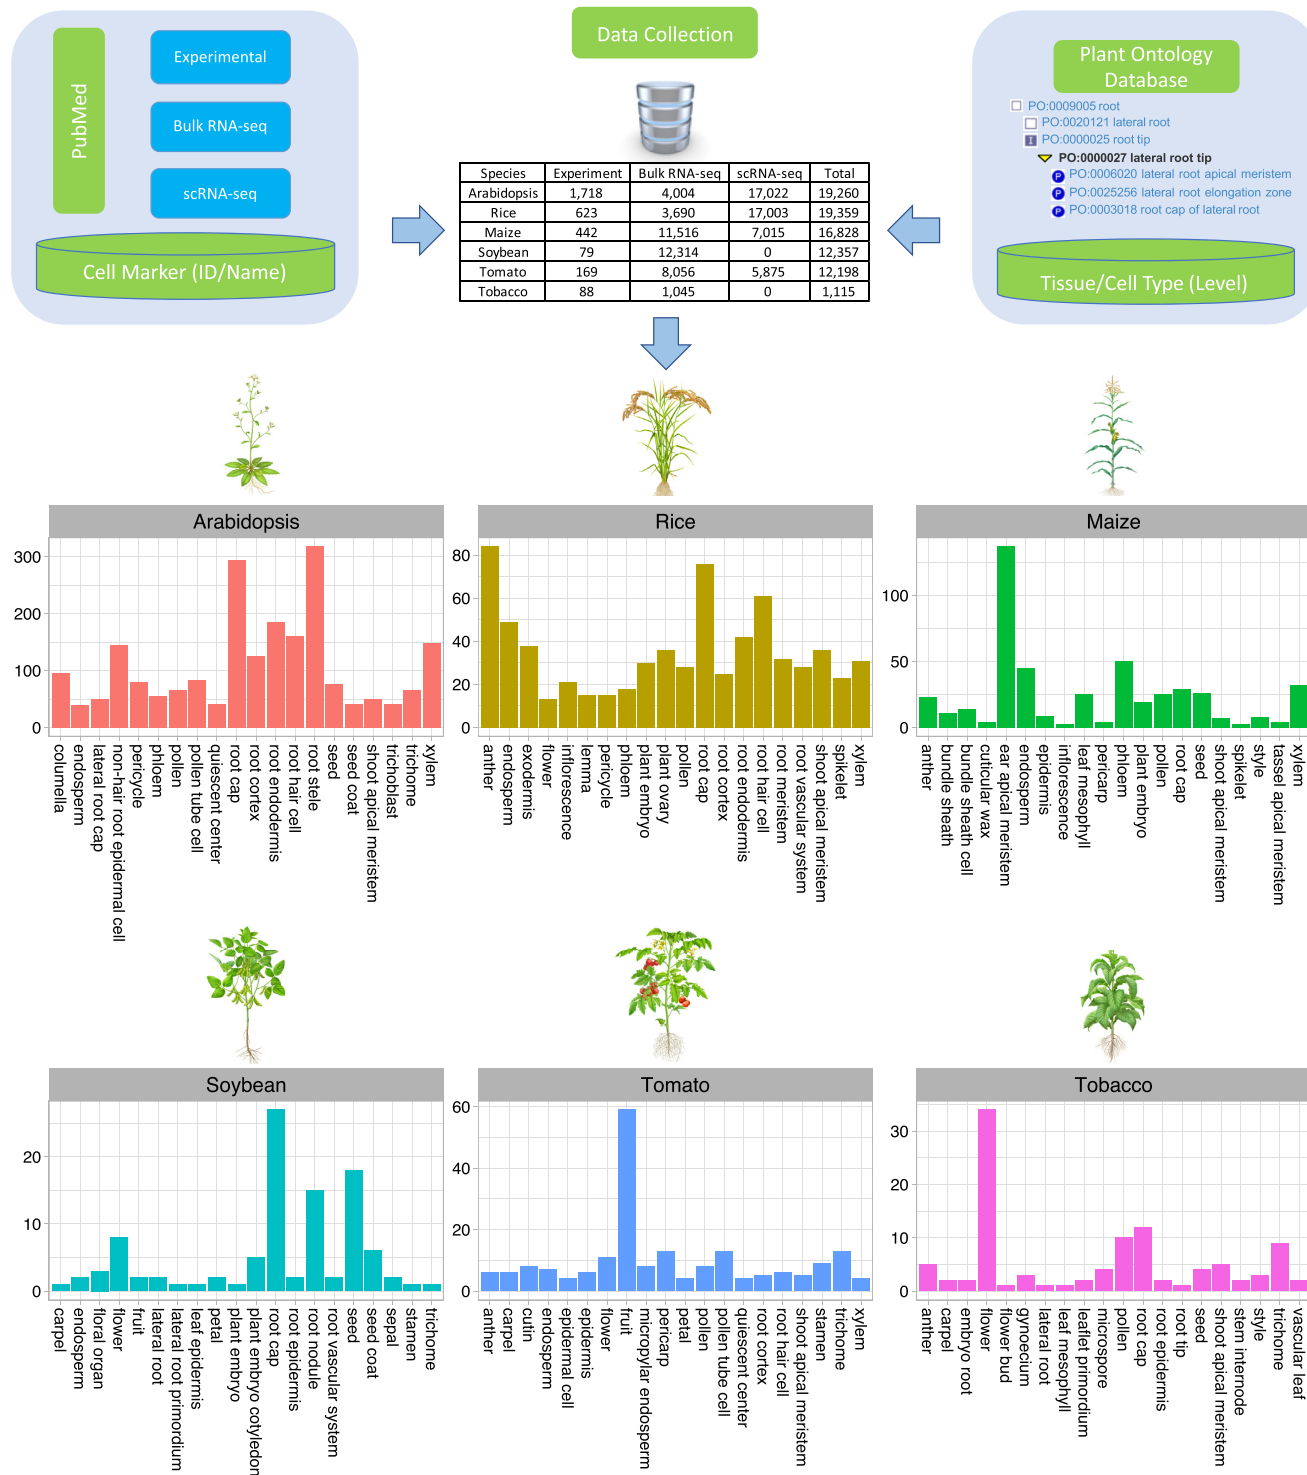 PubMed
Experimental
Bulk RNA-seq
scRNA-seq
Cell Marker (ID/Name)
Data Collection
Species Experiment Bulk RNA-seq scRNA-seq Total
Arabidopsis 1,718 4,004 17,022 19,260
Rice 623 3,690 17,003 19,359
Maize 442 11,516 7,015 16,828
Soybean 79 12,314 0 12,357
Tomato 169 8,056 5,875 12,198
Tobacco 88 1,045 0 1,115
Plant Ontology
Database
PO:0009005 root
PO:0020121 lateral root
I PO:0000025 root tip
PO:0000027 lateral root tip
P PO:0006020 lateral root apical meristem
P PO:0025256 lateral root elongation zone
P PO:0003018 root cap of lateral root
Tissue/Cell Type (Level)
Arabidopsis
300
200
100
0
columella
endosperm
lateral root cap
non-hair root epidermal cell
pericycle
phloem
pollen
pollen tube cell
quiescent center
root cap
root cortex
root endodermis
root hair cell
root stele
seed
seed coat
shoot apical meristem
trichoblast
trichome
xylem
Rice
80
60
40
20
0
anther
endosperm
exodermis
flower
inflorescence
lemma
pericycle
phloem
plant embryo
plant ovary
pollen
root cap
root cortex
root endodermis
root hair cell
root meristem
root vascular system
shoot apical meristem
spikelet
xylem
Maize
100
50
0
anther
bundle sheath
bundle sheath cell
cuticular wax
ear apical meristem
endosperm
epidermis
inflorescence
leaf mesophyll
pericarp
phloem
plant embryo
pollen
root cap
seed
shoot apical meristem
spikelet
style
tassel apical meristem
xylem
Soybean
20
10
0
carpel
endosperm
floral organ
flower
fruit
lateral root
lateral root primordium
leaf epidermis
petal
plant embryo
plant embryo cotyledon
root cap
root epidermis
root nodule
root vascular system
seed
seed coat
sepal
stamen
trichome
Tomato
60
40
20
0
anther
carpel
cutin
endosperm
epidermal cell
epidermis
flower
fruit
micropylar endosperm
pericarp
petal
pollen
pollen tube cell
quiescent center
root cortex
root hair cell
shoot apical meristem
stamen
trichome
xylem
Tobacco
30
20
10
0
anther
carpel
embryo root
flower
flower bud
gynoecium
lateral root
leaf mesophyll
leaflet primordium
microspore
pollen
root cap
root epidermis
root tip
seed
shoot apical meristem
stem internode
style
trichome
vascular leaf